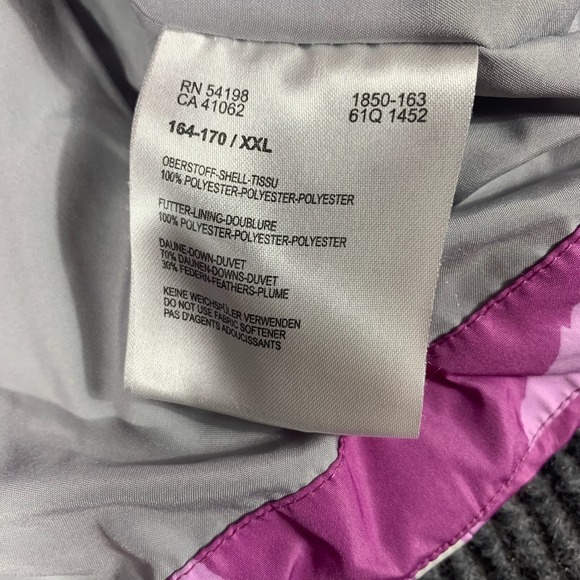 RN 54198 1850-163
CA 41062 61Q 1452
164-170 / XXL
OBERSTOFF-SHELL-TISSU
100% POLYESTER-POLYESTER-POLYESTER
FUTTER-LINING-DOUBLURE
100% POLYESTER-POLYESTER-POLYESTER
DAUNE-DOWN-DUVET
70% DAUNEN-DOWNS-DUVET
30% FEDERN-FEATHERS-PLUME
KEINE WEICHSPÜLER VERWENDEN
DO NOT USE FABRIC SOFTENER
PAS D'AGENTS ADOUCISSANTS